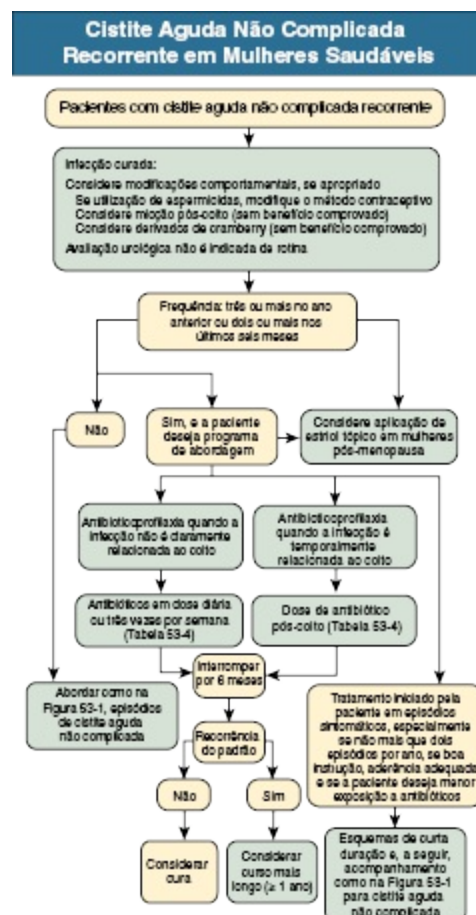 Cistite Aguda Não Complicada
Recorrente em Mulheres Saudáveis
Pacientes com cistite aguda não complicada recorrente
Infecção curada:
Considere modificações comportamentais, se apropriado
Se utilização de espermicidas, modifique o método contraceptivo
Considere micção pós-coito (sem benefício comprovado)
Considere derivados de cramberry (sem benefício comprovado)
Avaliação urológica não é indicada de rotina
Frequência: três ou mais no ano
anterior ou dois ou mais nos
últimos seis meses
Não
Sim, e a paciente
deseja programa
de abordagem
Considere aplicação de
estriol tópico em mulheres
pós-menopausa
Antibioticoprofilaxia quando a
infecção não é claramente
relacionada ao coito
Antibioticoprofilaxia
quando a infecção é
temporalmente
relacionada ao coito
Antibióticos em dose diária
ou três vezes por semana
(Tabela 53-4)
Dose de antibiótico
pós-coito (Tabela 53-4)
Interromper
por 6 meses
Abordar como na
Figura 53-1, episódios
de cistite aguda
não complicada
Recorrência
do padrão
Tratamento iniciado pela
paciente em episódios
sintomáticos, especialmente
se não mais que dois
episódios por ano, se boa
instrução, aderência adequada
e se a paciente deseja menor
exposição a antibióticos
Não
Sim
Considerar
cura
Considerar
curso mais
longo (≥ 1 ano)
Esquemas de curta
duração e, a seguir,
acompanhamento
como na Figura 53-1
para cistite aguda
não complicada